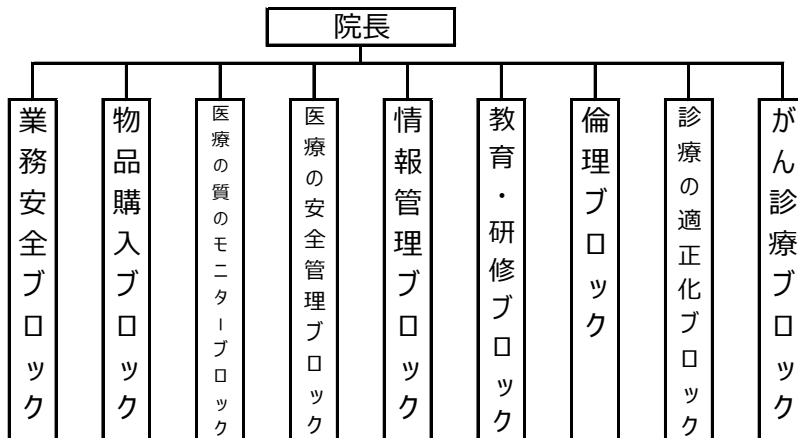 院長
業務安全ブロック
物品購入ブロック
医療の質のモニターブロック
医療の安全管理ブロック
情報管理ブロック
教育・研修ブロック
倫理ブロック
診療の適正化ブロック
がん診療ブロック